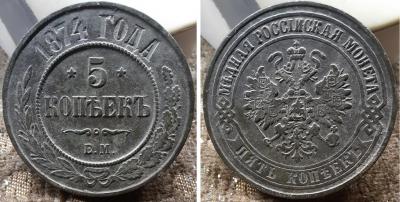 1874 ГОДА
5
КОПѢЕКЪ
Е.М.
МѢДНАЯ РОССІЙСКАЯ МОНЕТА
ПЯТЬ КОПѢЕКЪ